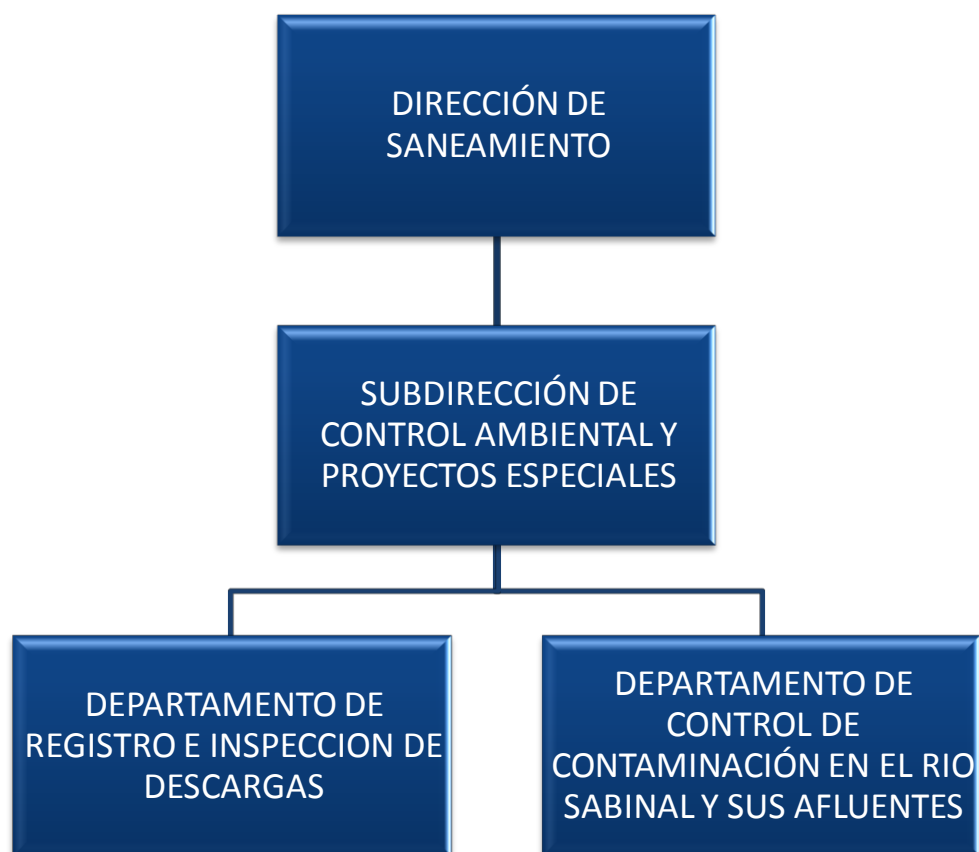 DIRECCIÓN DE
SANEAMIENTO
SUBDIRECCIÓN DE
CONTROL AMBIENTAL Y
PROYECTOS ESPECIALES
DEPARTAMENTO DE
REGISTRO E INSPECCION DE
DESCARGAS
DEPARTAMENTO DE
CONTROL DE
CONTAMINACIÓN EN EL RIO
SABINAL Y SUS AFLUENTES